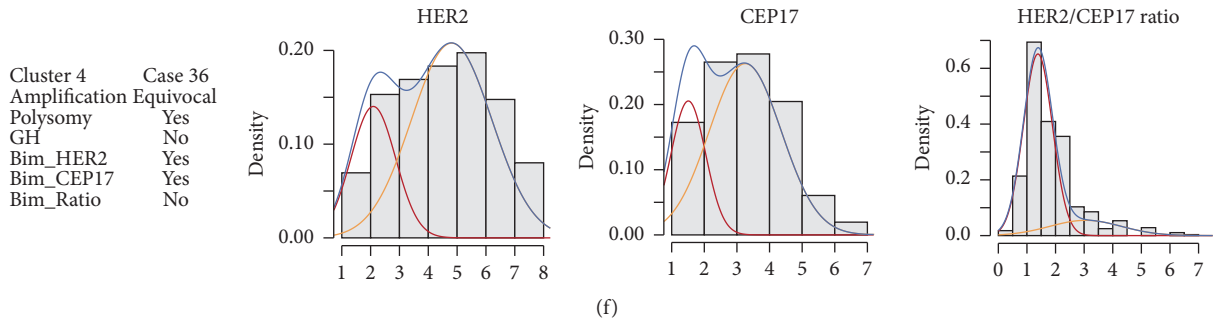 Cluster 4 Case 36
Amplification Equivocal
Polysomy Yes
GH No
Bim_HER2 Yes
Bim_CEP17 Yes
Bim_Ratio No
HER2
Density
0.20
0.10
0.00
1 2 3 4 5 6 7 8
CEP17
Density
0.30
0.20
0.10
0.00
1 2 3 4 5 6 7
HER2/CEP17 ratio
Density
0.6
0.4
0.2
0.0
0 1 2 3 4 5 6 7
(f)